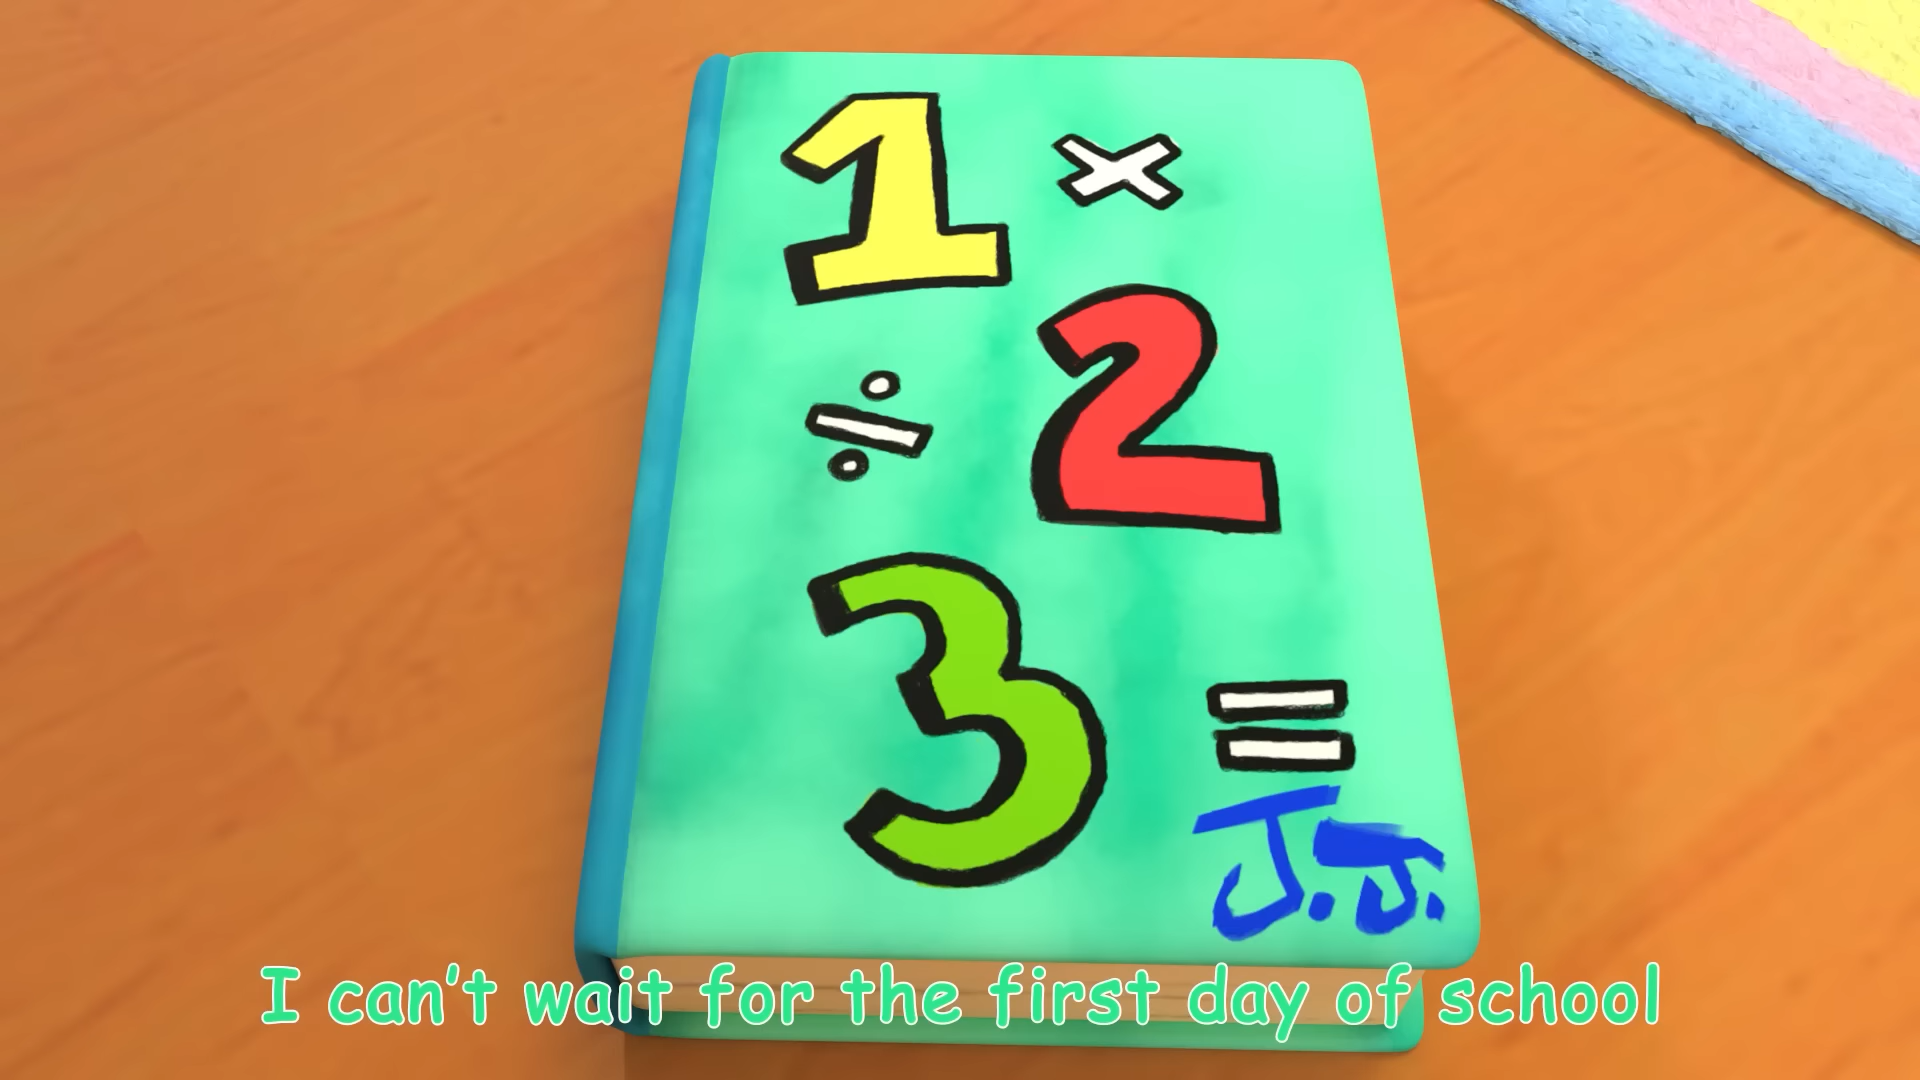 1 ×
÷ 2
3 =
J.J.
I can't wait for the first day of school